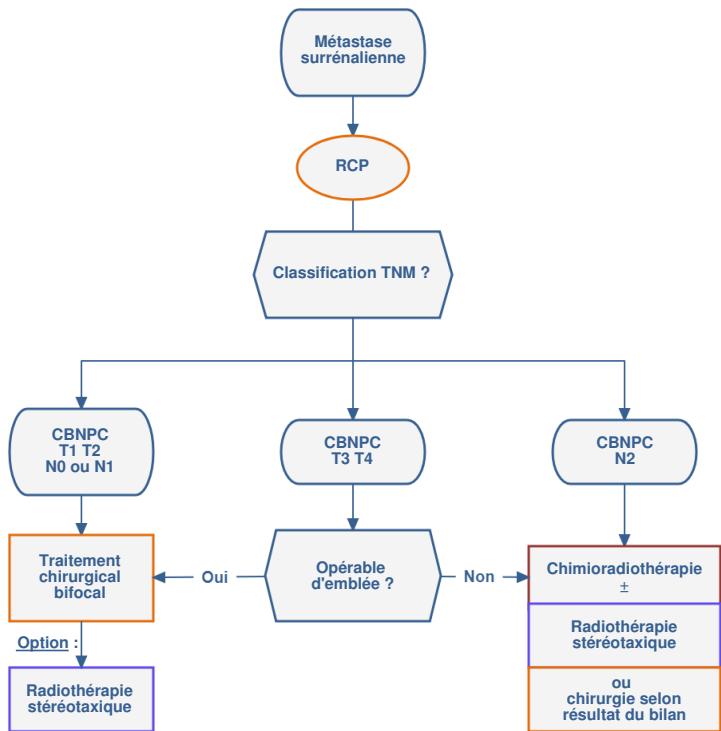 Métastase
surrénalienne
RCP
Classification TNM ?
CBNPC
T1 T2
N0 ou N1
CBNPC
T3 T4
CBNPC
N2
Traitement
chirurgical
bifocal
Oui
Opérable
d'emblée ?
Non
Chimioradiothérapie
±
Radiothérapie
stéréotaxique
ou
chirurgie selon
résultat du bilan
Option :
Radiothérapie
stéréotaxique